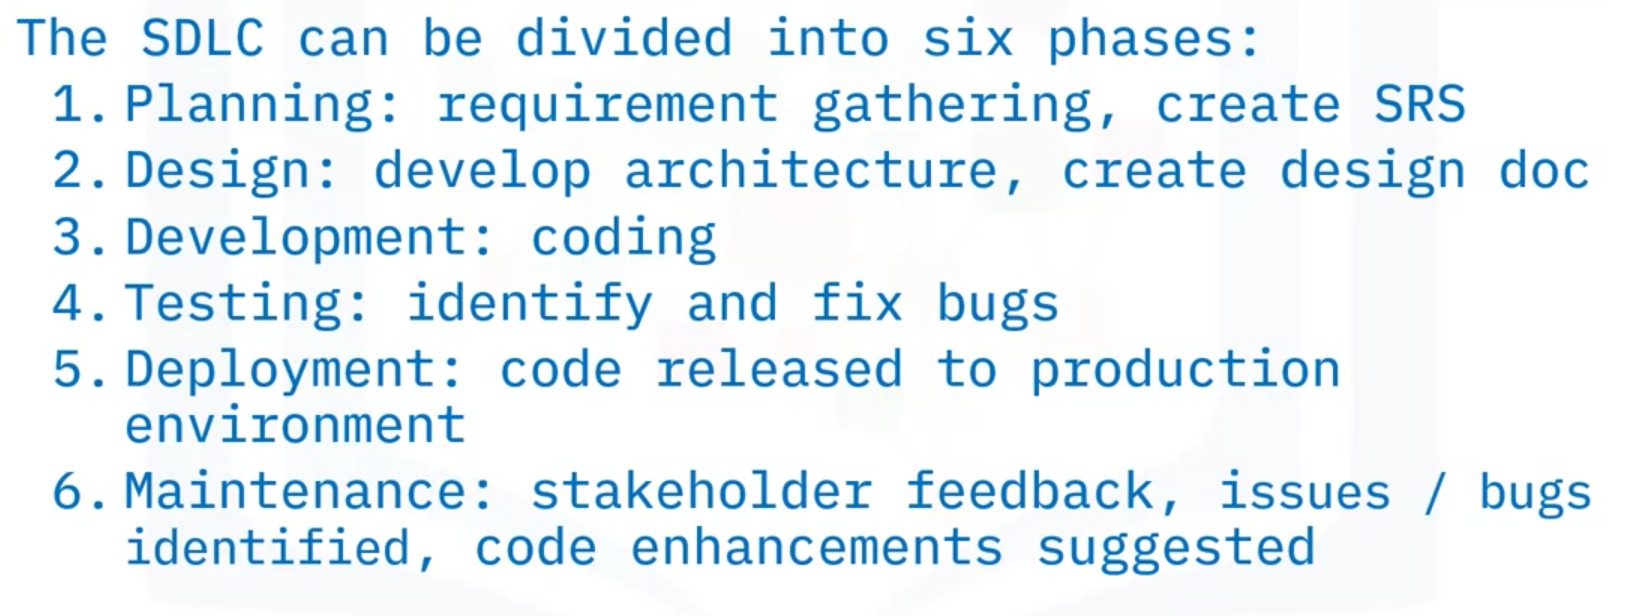 The SDLC can be divided into six phases:
1. Planning: requirement gathering, create SRS
2. Design: develop architecture, create design doc
3. Development: coding
4. Testing: identify and fix bugs
5. Deployment: code released to production
environment
6. Maintenance: stakeholder feedback, issues / bugs
identified, code enhancements suggested